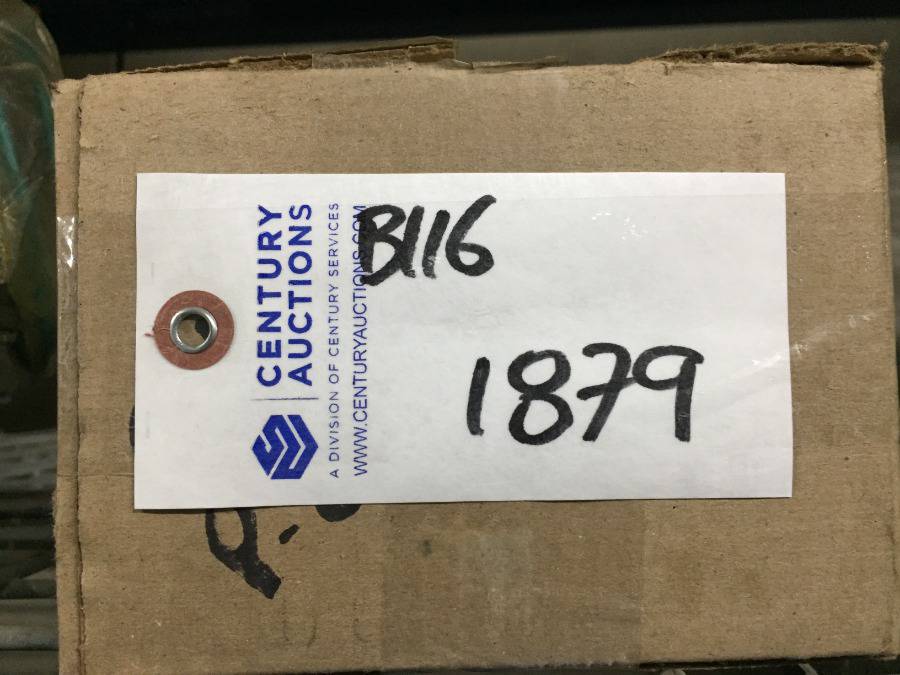 CENTURY
AUCTIONS
A DIVISION OF CENTURY SERVICES
WWW.CENTURYAUCTIONS.COM
B116
1879